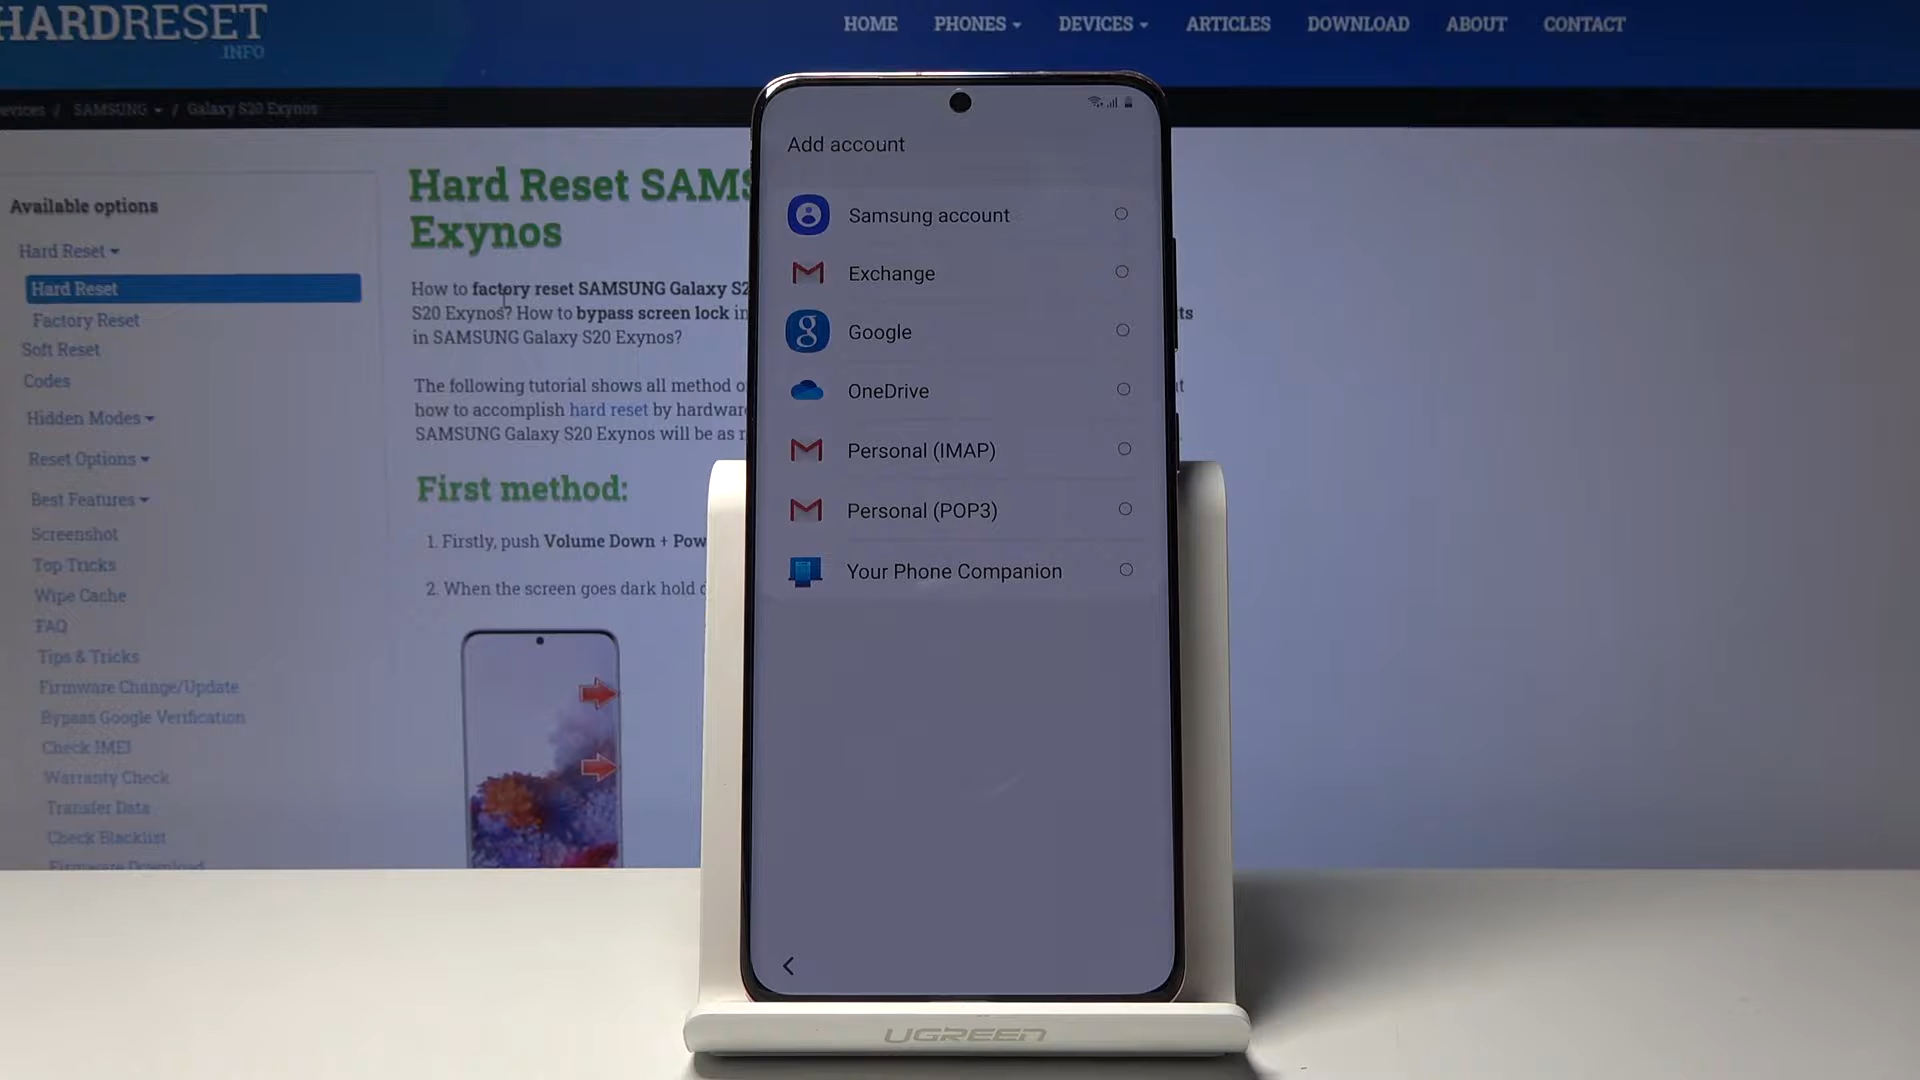 HARDRESET
.INFO
HOME PHONES DEVICES ARTICLES DOWNLOAD ABOUT CONTACT
evices / SAMSUNG / Galaxy S20 Exynos
Available options
Hard Reset
Hard Reset
Factory Reset
Soft Reset
Codes
Hidden Modes
Reset Options
Best Features
Screenshot
Top Tricks
Wipe Cache
FAQ
Tips & Tricks
Firmware Change/Update
Bypass Google Verification
Check IMEI
Warranty Check
Transfer Data
Check Blacklist
Firmware Download
Hard Reset SAMS
Exynos
How to factory reset SAMSUNG Galaxy S2
S20 Exynos? How to bypass screen lock in
in SAMSUNG Galaxy S20 Exynos?
The following tutorial shows all method o
how to accomplish hard reset by hardware
SAMSUNG Galaxy S20 Exynos will be as n
First method:
1. Firstly, push Volume Down + Pow
2. When the screen goes dark hold
Add account
Samsung account
Exchange
Google
OneDrive
Personal (IMAP)
Personal (POP3)
Your Phone Companion
UGREEN